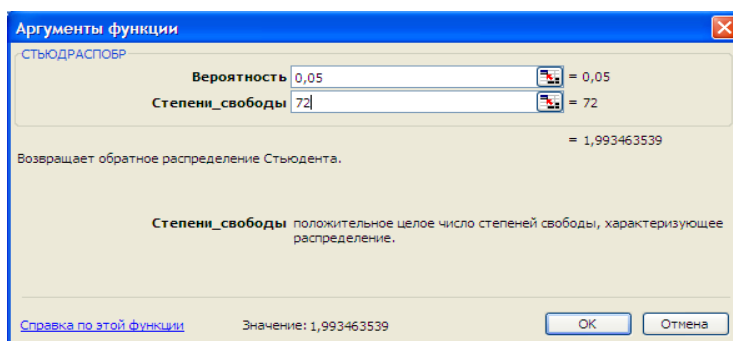 Аргументы функции
СТЬЮДРАСПОБР
Вероятность 0,05 = 0,05
Степени_свободы 72 = 72
= 1,993463539
Возвращает обратное распределение Стьюдента.
Степени_свободы положительное целое число степеней свободы, характеризующее
распределение.
Справка по этой функции Значение: 1,993463539 ОК Отмена